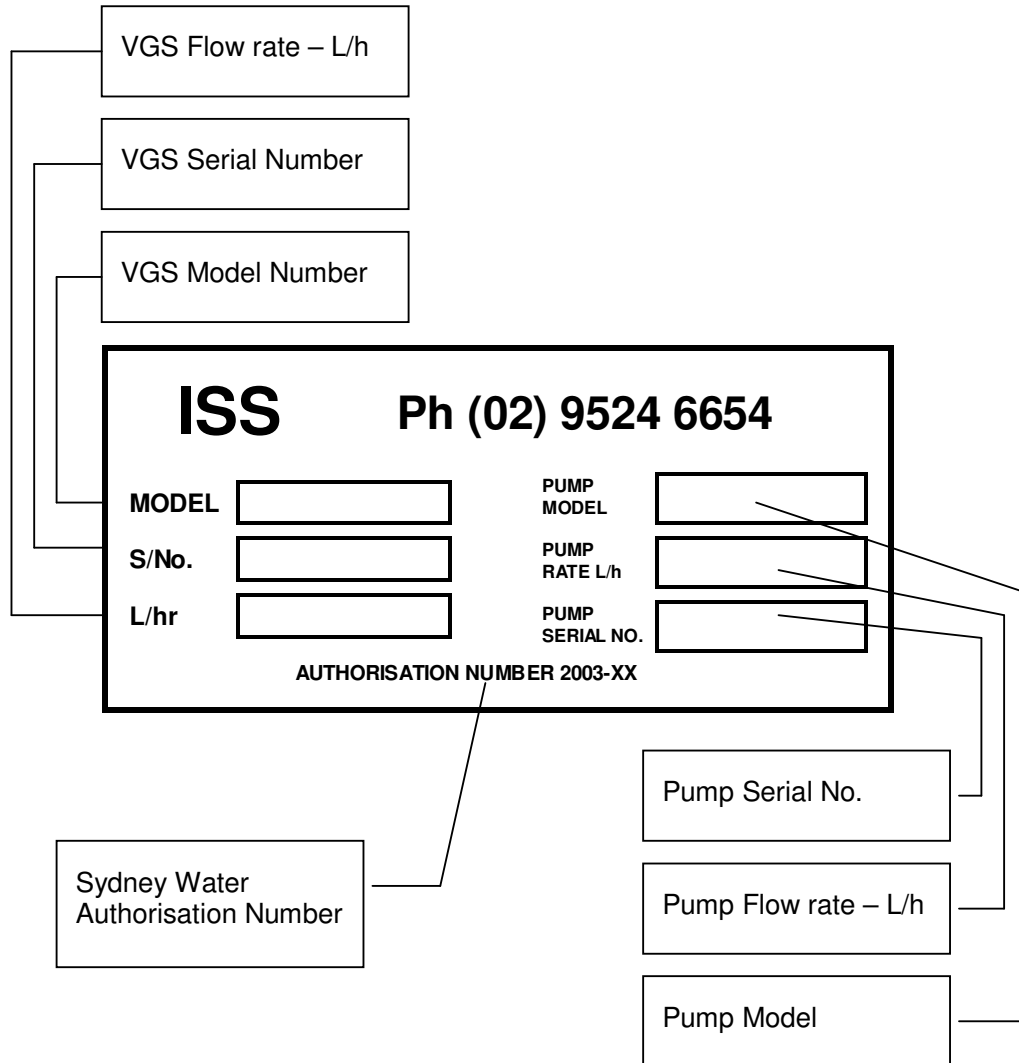 VGS Flow rate – L/h
VGS Serial Number
VGS Model Number
ISS Ph (02) 9524 6654
MODEL PUMP MODEL
S/No. PUMP RATE L/h
L/hr PUMP SERIAL NO.
AUTHORISATION NUMBER 2003-XX
Pump Serial No.
Sydney Water
Authorisation Number
Pump Flow rate – L/h
Pump Model